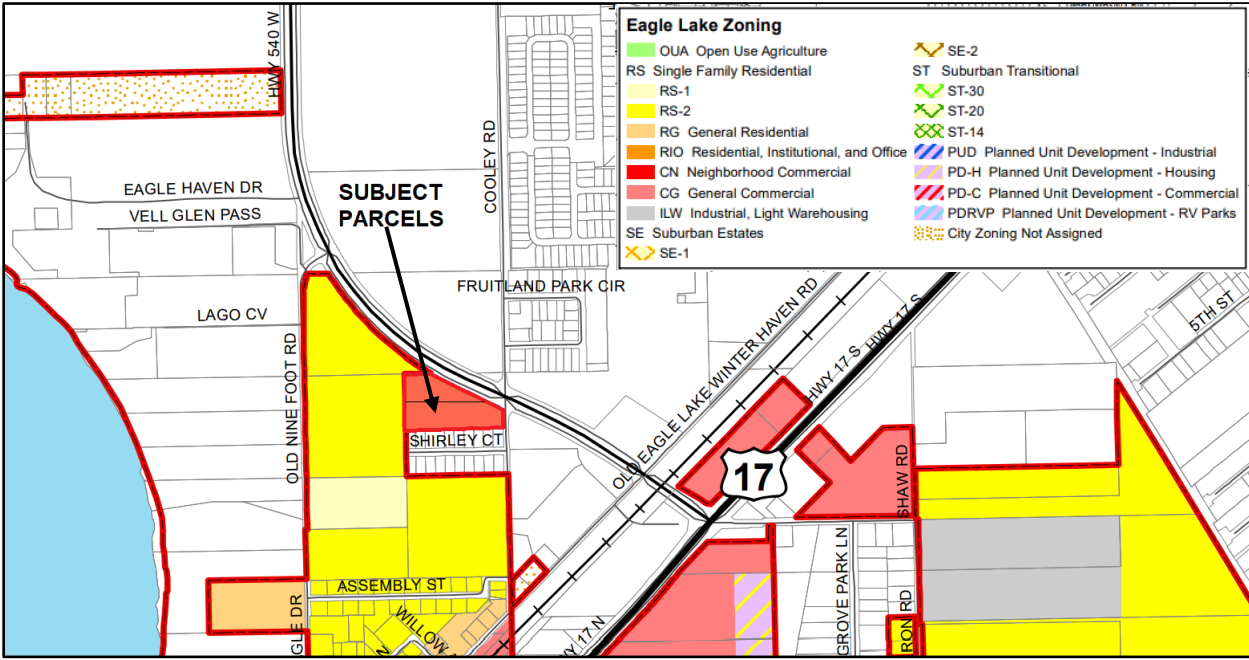 Eagle Lake Zoning
OUA Open Use Agriculture
RS Single Family Residential
RS-1
RS-2
RG General Residential
RIO Residential, Institutional, and Office
CN Neighborhood Commercial
CG General Commercial
ILW Industrial, Light Warehousing
SE Suburban Estates
SE-1
SE-2
ST Suburban Transitional
ST-30
ST-20
ST-14
PUD Planned Unit Development - Industrial
PD-H Planned Unit Development - Housing
PD-C Planned Unit Development - Commercial
PDRVP Planned Unit Development - RV Parks
City Zoning Not Assigned
HWY 540 W
COOLEY RD
EAGLE HAVEN DR
VELL GLEN PASS
SUBJECT
PARCELS
FRUITLAND PARK CIR
LAGO CV
OLD NINE FOOT RD
OLD EAGLE LAKE WINTER HAVEN RD
HWY 17 S
HWY 17 S
5TH ST
SHIRLEY CT
17
SHAW RD
ASSEMBLY ST
WILLOW
GLE DR
WY 17 N
GROVE PARK LN
RON RD